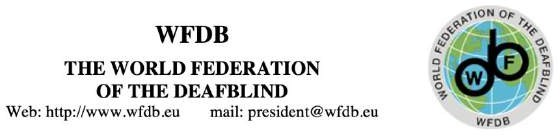 WFDB
THE WORLD FEDERATION
OF THE DEAFBLIND
Web: http://www.wfdb.eu mail: president@wfdb.eu
WORLD FEDERATION OF THE DEAFBLIND
W F
WFDB